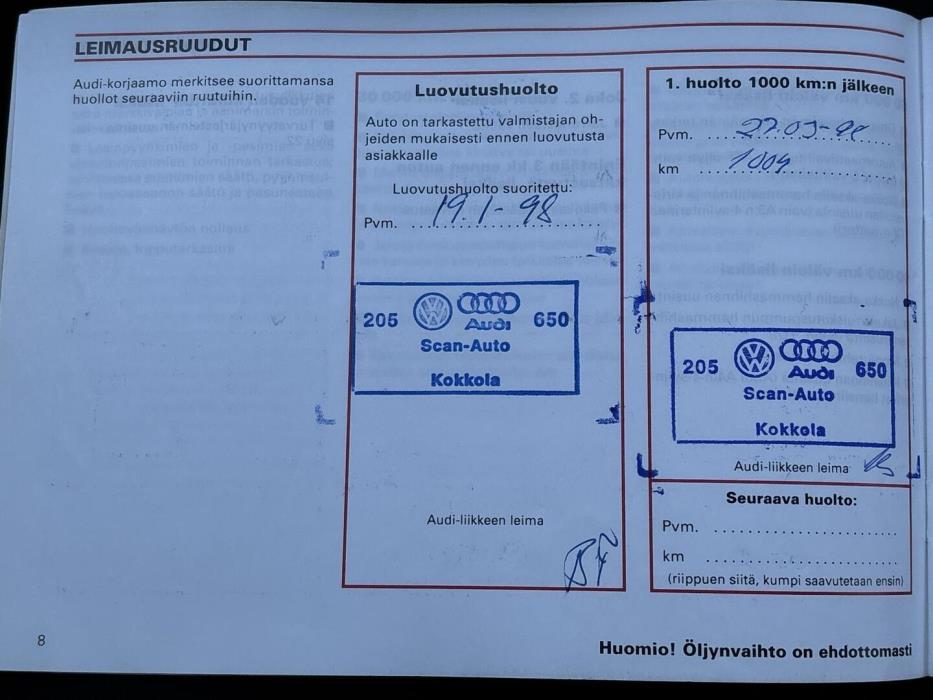 LEIMAUSRUUDUT
Audi-korjaamo merkitsee suorittamansa
huollot seuraaviin ruutuihin.
Luovutushuolto
Auto on tarkastettu valmistajan oh-
jeiden mukaisesti ennen luovutusta
asiakkaalle
Luovutushuolto suoritettu:
Pvm. 19.1-98
205 Audi 650
Scan-Auto
Kokkola
Audi-liikkeen leima
1. huolto 1000 km:n jälkeen
Pvm.
km 1009
205 Audi 650
Scan-Auto
Kokkola
Audi-liikkeen leima
Seuraava huolto:
Pvm.
km
(riippuen siitä, kumpi saavutetaan ensin)
8
Huomio! Öljynvaihto on ehdottomasti